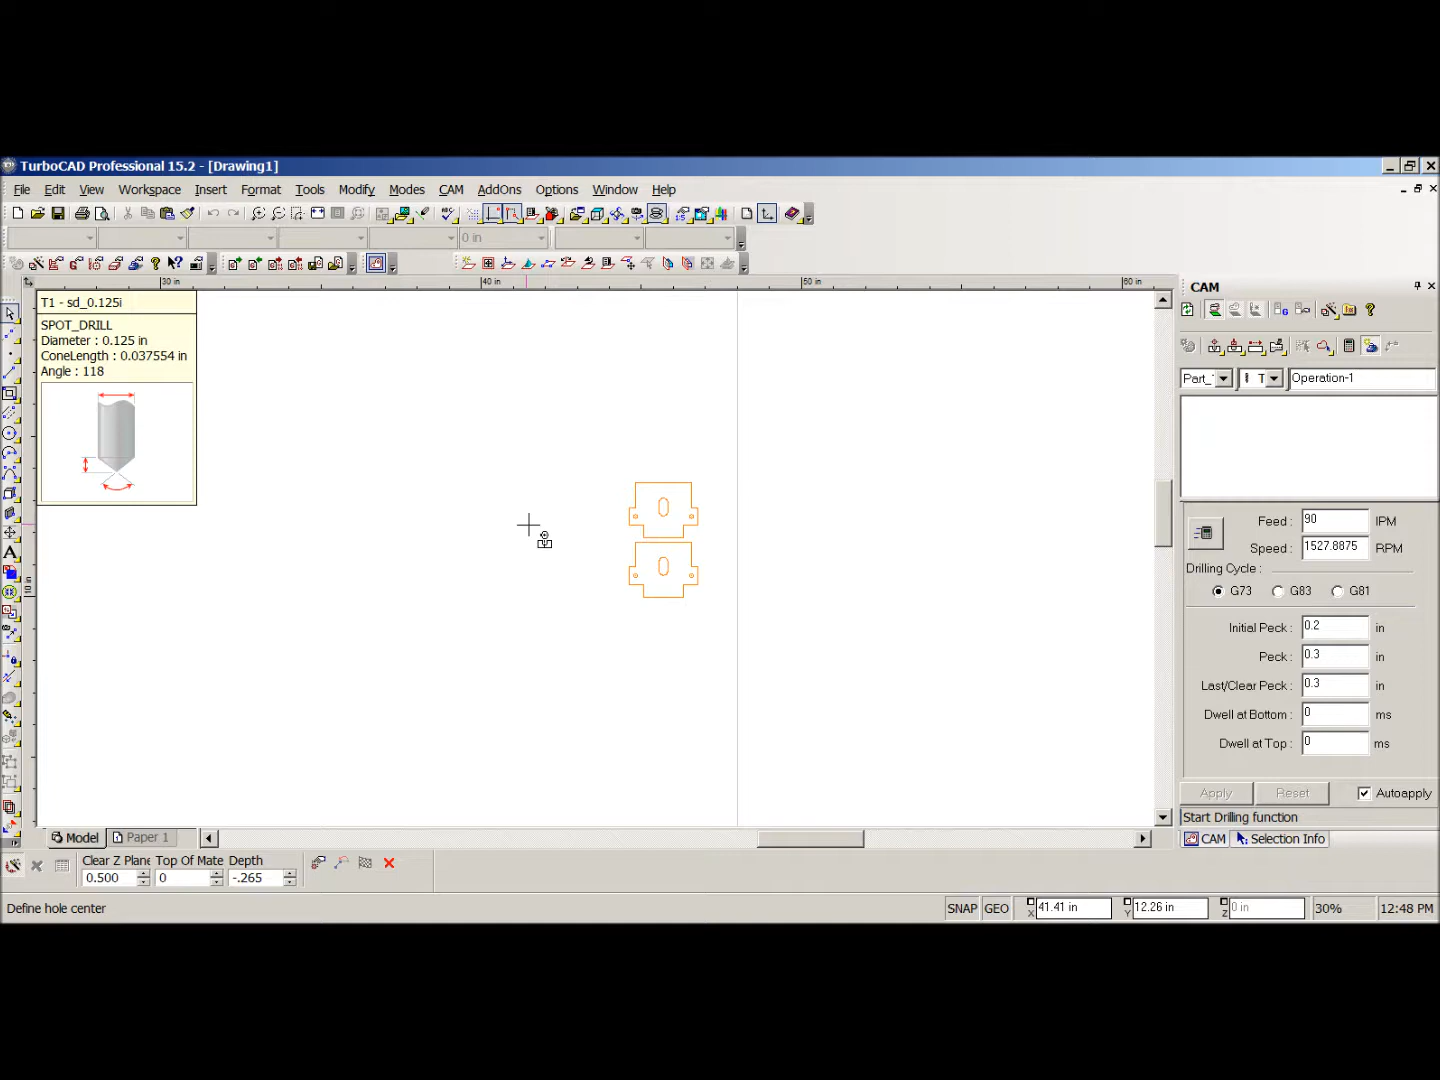 TurboCAD Professional 15.2 - [Drawing1]
File Edit View Workspace Insert Format Tools Modify Modes CAM AddOns Options Window Help
0 in
30 in 40 in 50 in 60 in
10 in
T1 - sd_0.125i
SPOT_DRILL
Diameter : 0.125 in
ConeLength : 0.037554 in
Angle : 118
CAM
Part_ T Operation-1
Feed : 90 IPM
Speed : 1527.8875 RPM
Drilling Cycle :
G73 G83 G81
Initial Peck : 0.2 in
Peck : 0.3 in
Last/Clear Peck : 0.3 in
Dwell at Bottom : 0 ms
Dwell at Top : 0 ms
Apply Reset Autoapply
Start Drilling function
CAM Selection Info
Model Paper 1
Clear Z Plane Top Of Mate Depth
0.500 0 -.265
Define hole center
SNAP GEO X 41.41 in Y 12.26 in Z 0 in 30% 12:48 PM